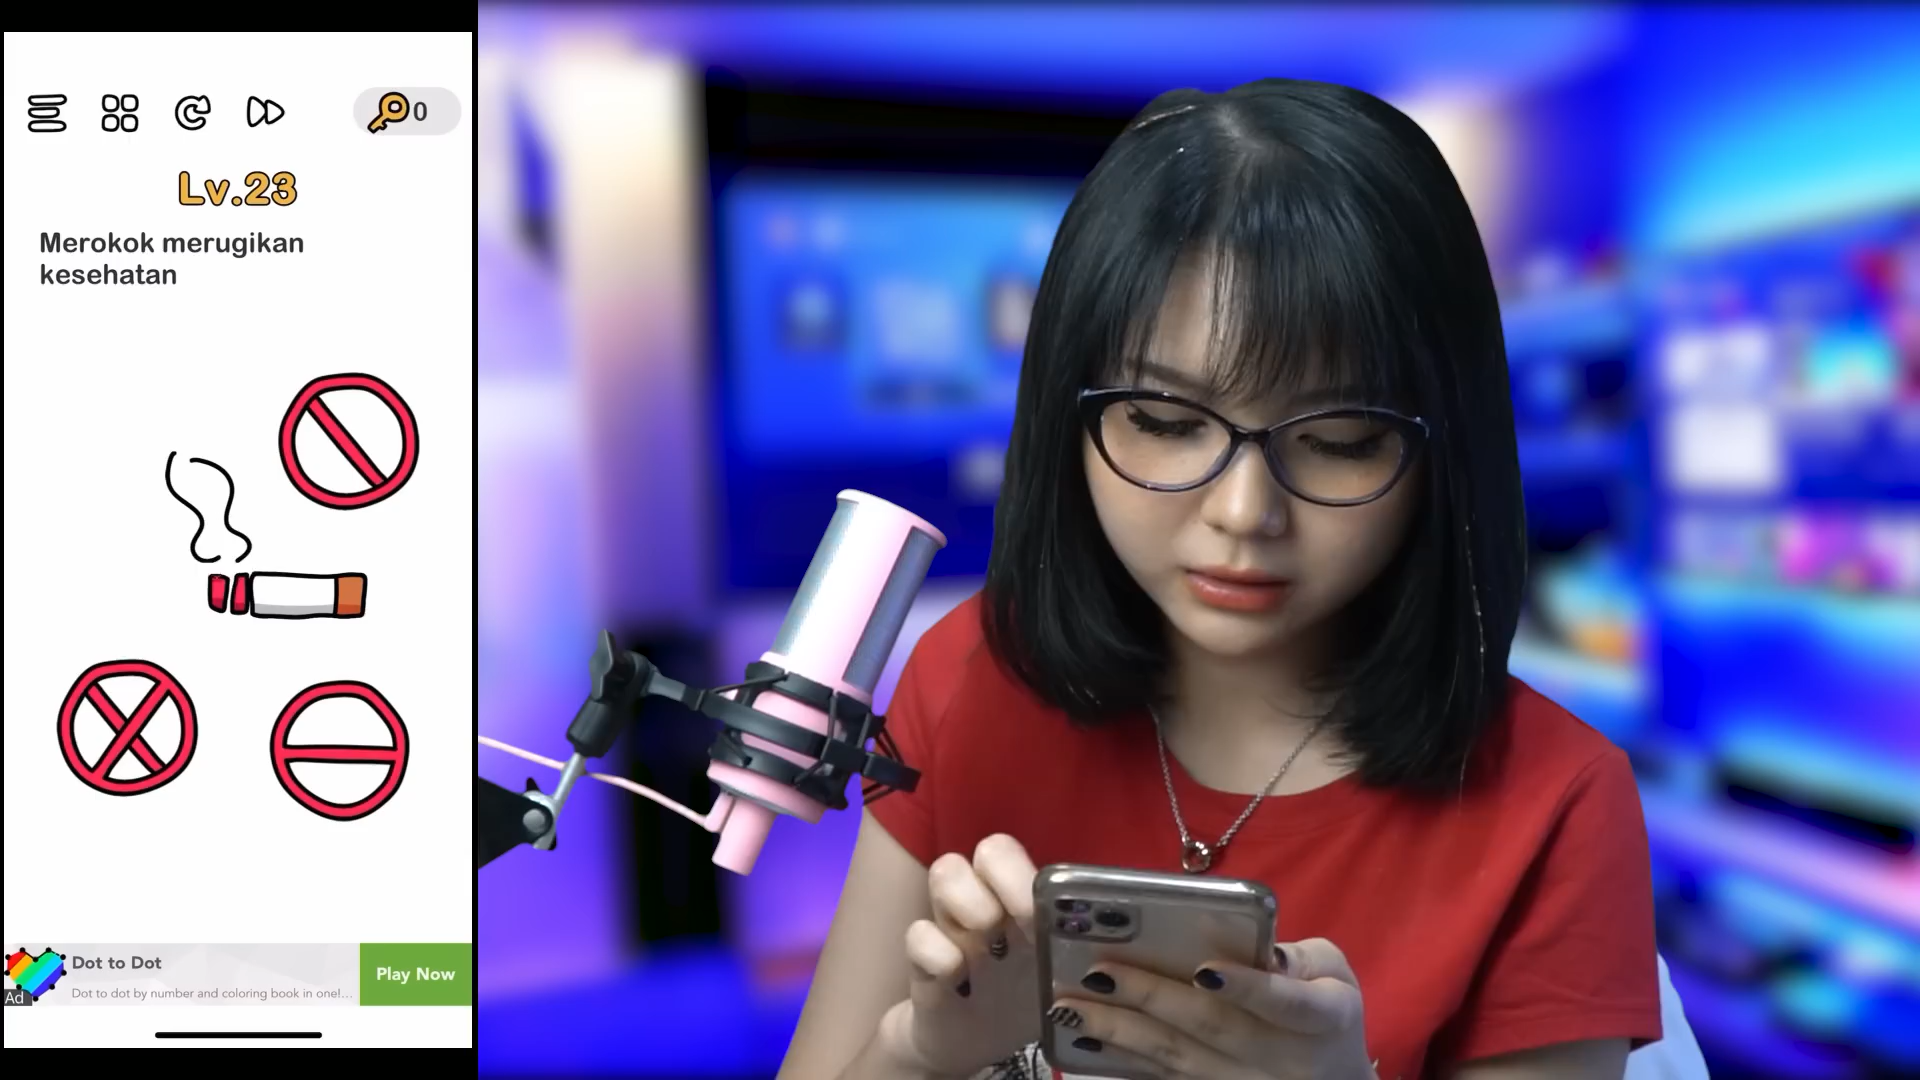 0
Lv.23
Merokok merugikan
kesehatan
Dot to Dot
Dot to dot by number and coloring book in one!...
Ad
Play Now